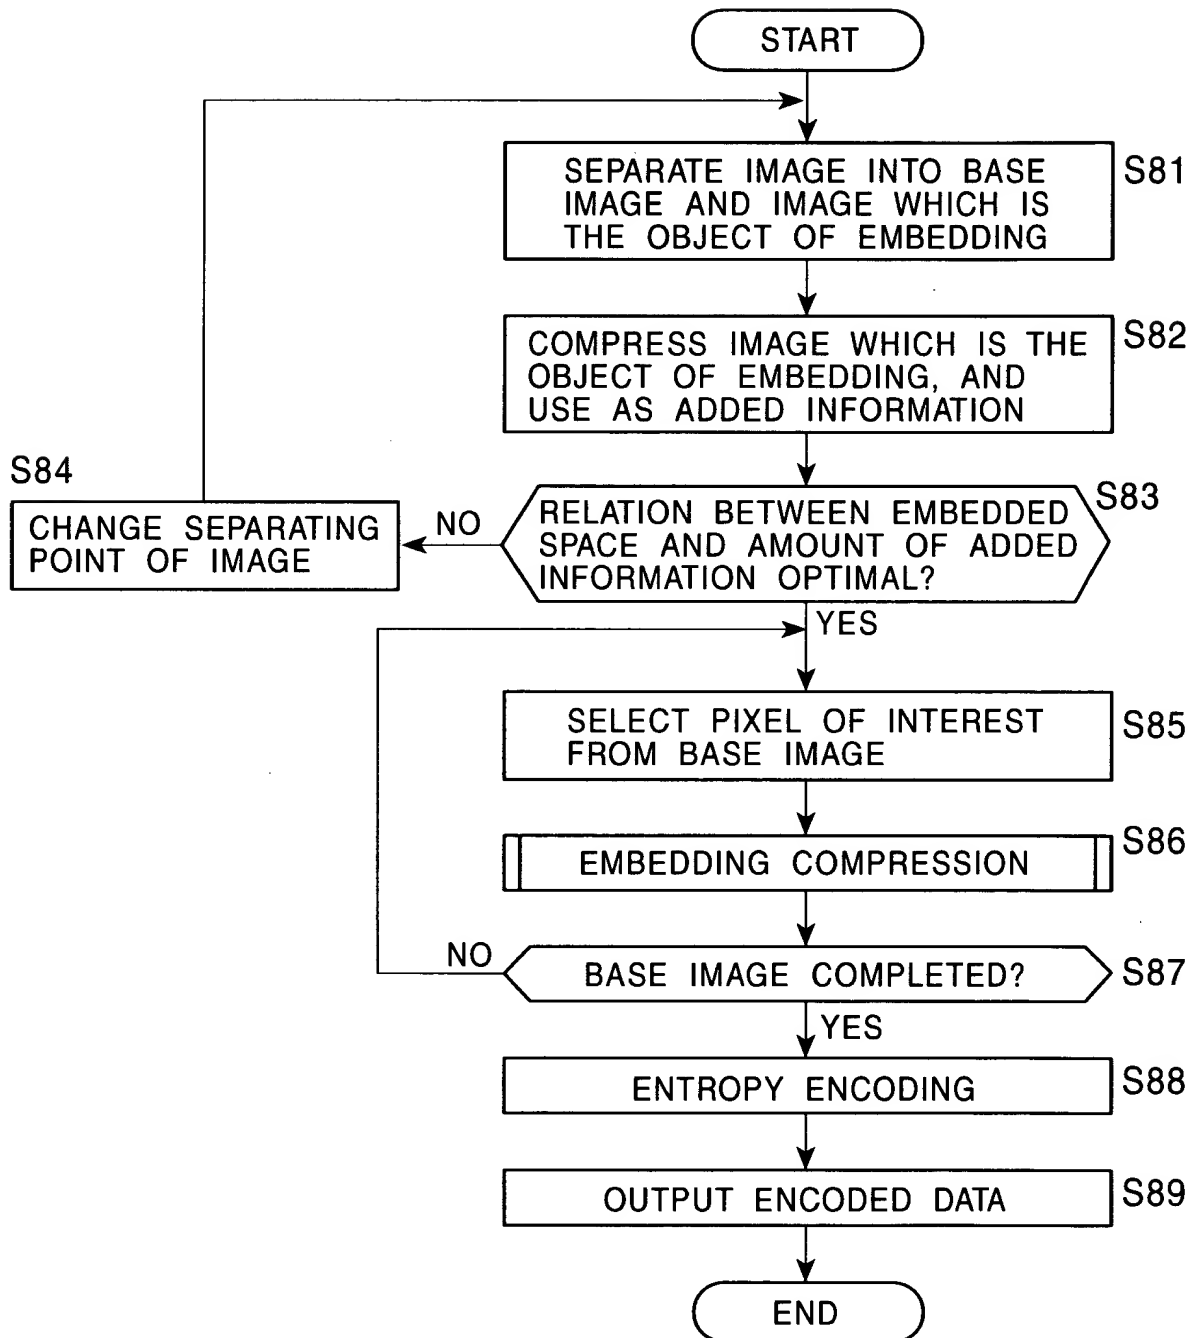 START
SEPARATE IMAGE INTO BASE
IMAGE AND IMAGE WHICH IS
THE OBJECT OF EMBEDDING
S81
COMPRESS IMAGE WHICH IS THE
OBJECT OF EMBEDDING, AND
USE AS ADDED INFORMATION
S82
RELATION BETWEEN EMBEDDED
SPACE AND AMOUNT OF ADDED
INFORMATION OPTIMAL?
S83
NO
S84
CHANGE SEPARATING
POINT OF IMAGE
YES
SELECT PIXEL OF INTEREST
FROM BASE IMAGE
S85
EMBEDDING COMPRESSION
S86
NO
BASE IMAGE COMPLETED?
S87
YES
ENTROPY ENCODING
S88
OUTPUT ENCODED DATA
S89
END